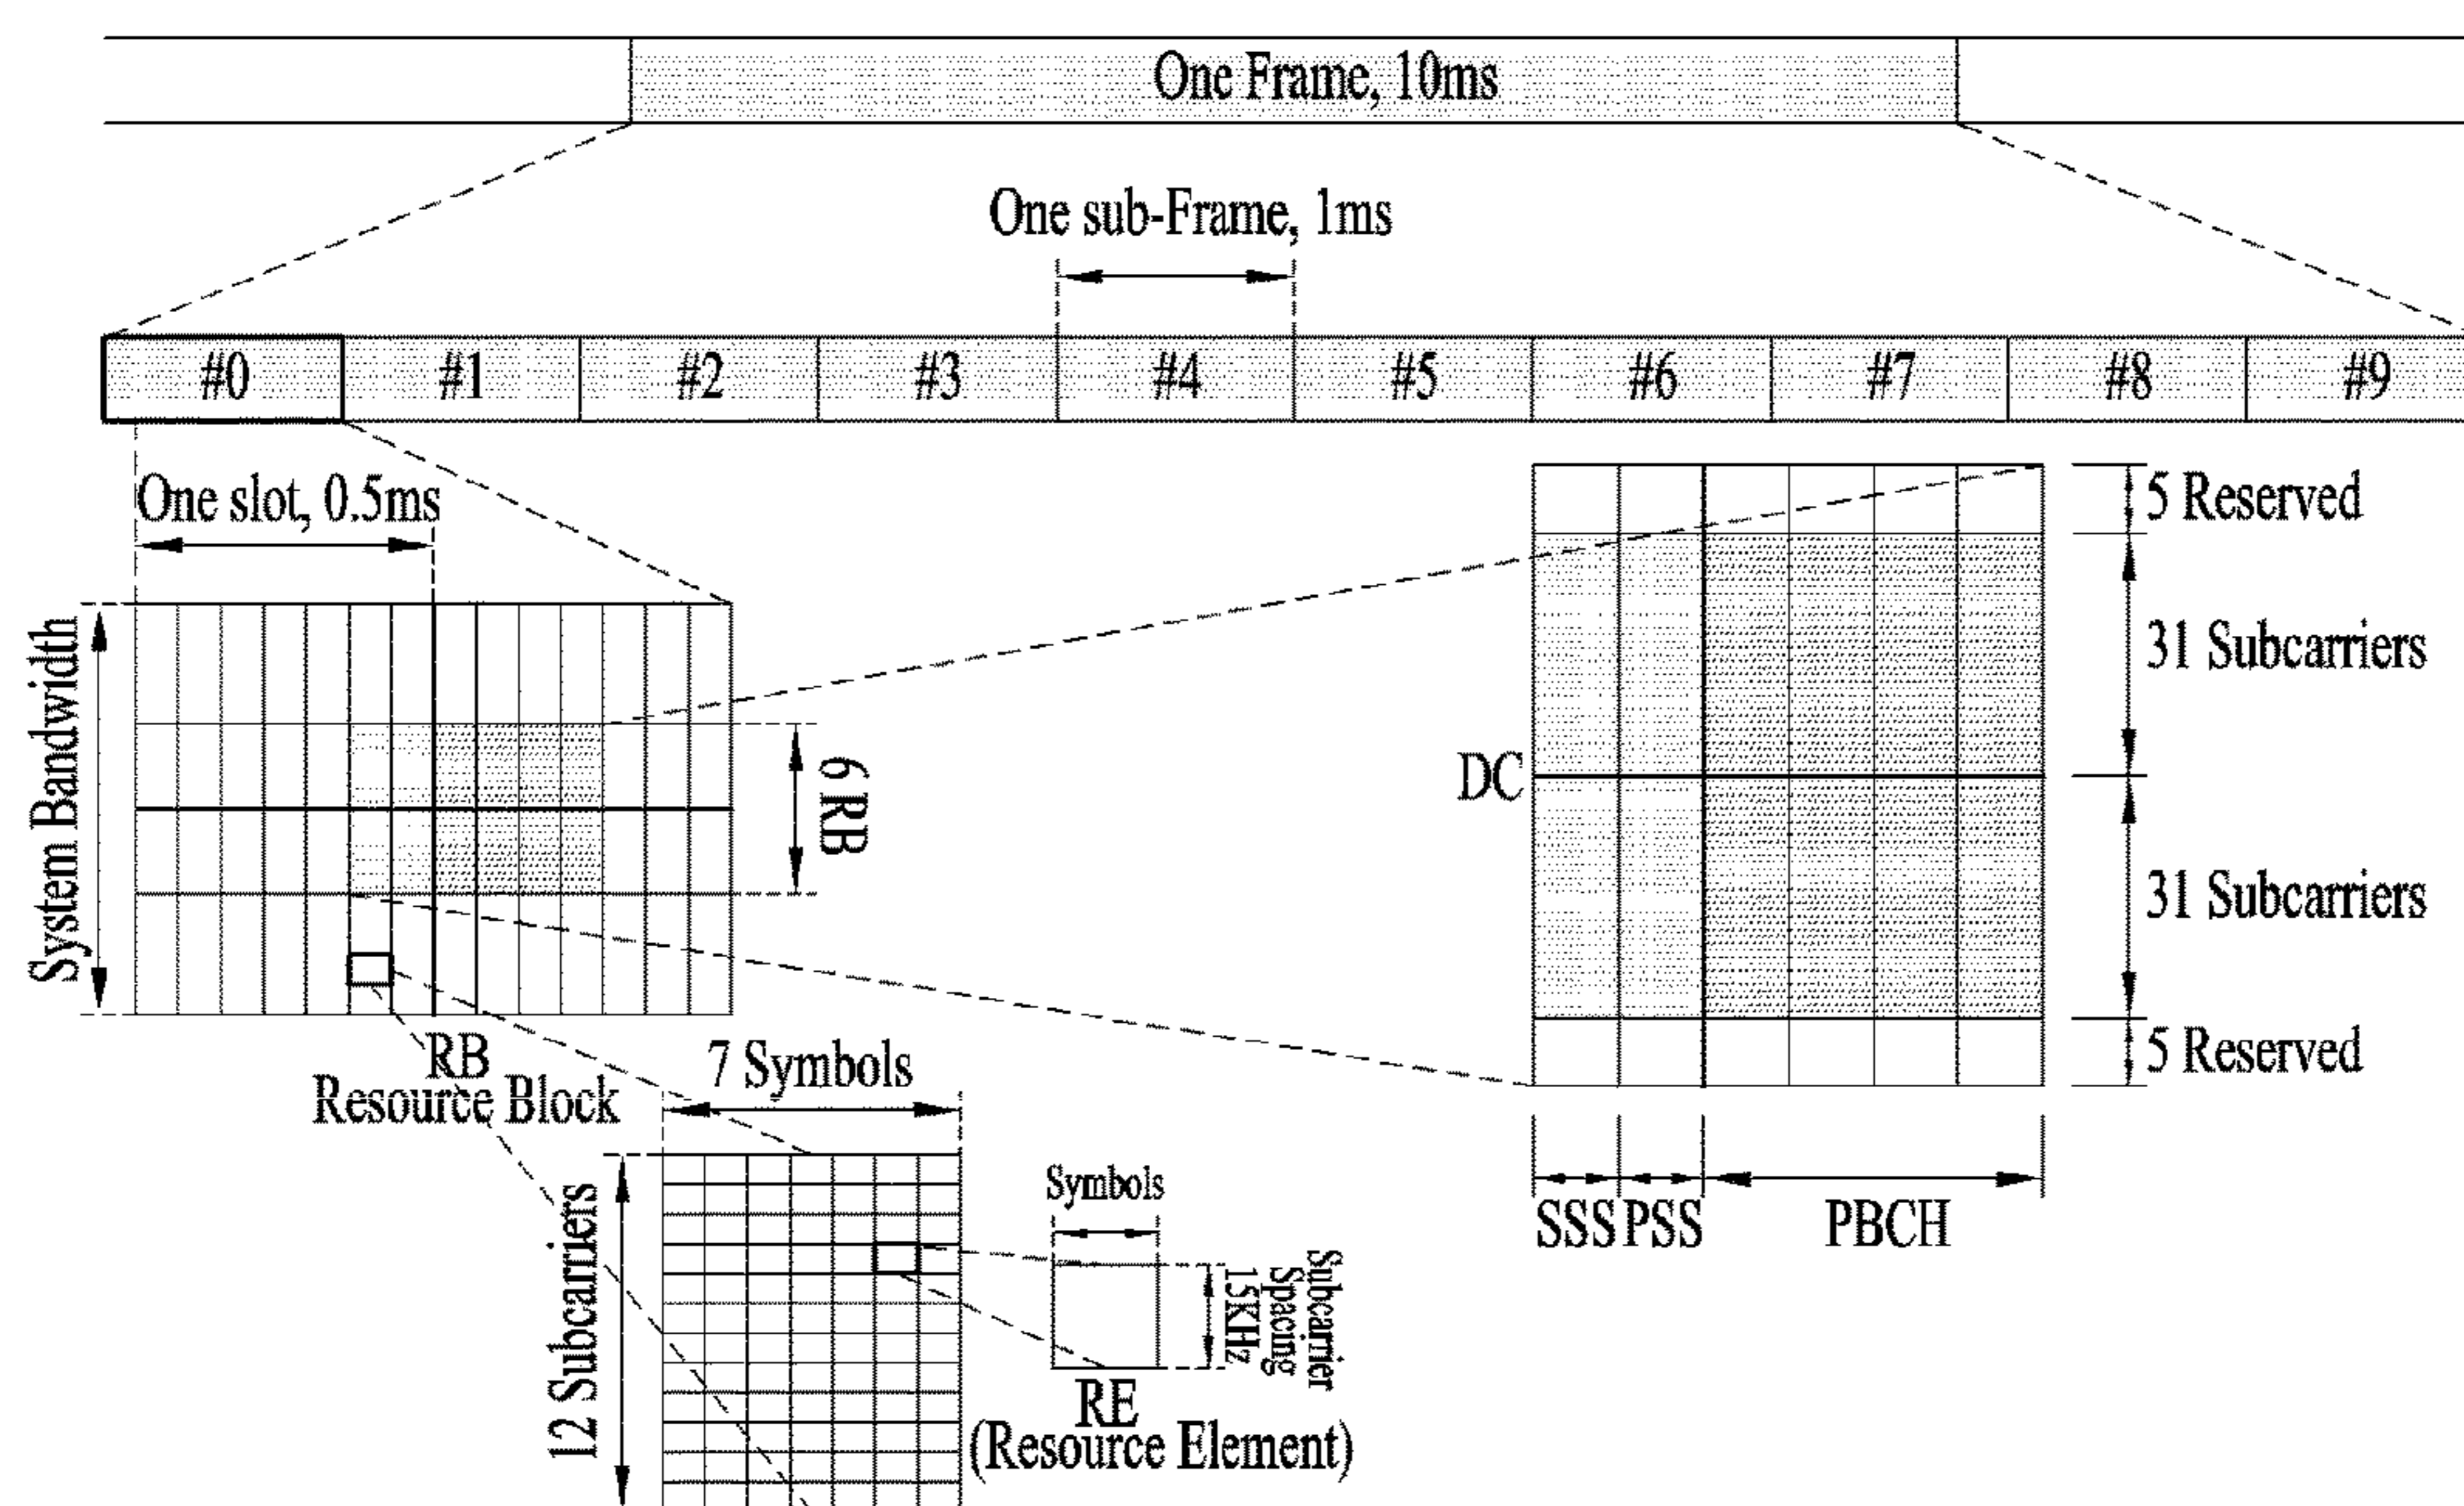 One Frame, 10ms
One sub-Frame, 1ms
#0 #1 #2 #3 #4 #5 #6 #7 #8 #9
One slot, 0.5ms
System Bandwidth
6 RB
RB
Resource Block
5 Reserved
31 Subcarriers
DC
31 Subcarriers
5 Reserved
SSS PSS PBCH
7 Symbols
12 Subcarriers
Symbols
Subcarrier
Spacing
15KHz
RE
(Resource Element)